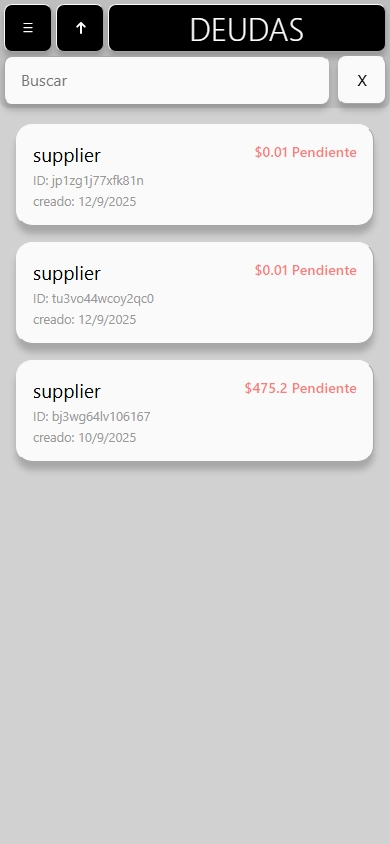 ☰ ↑ DEUDAS
Buscar X
supplier $0.01 Pendiente
ID: jp1zg1j77xfk81n
creado: 12/9/2025
supplier $0.01 Pendiente
ID: tu3vo44wcoy2qc0
creado: 12/9/2025
supplier $475.2 Pendiente
ID: bj3wg64lv106167
creado: 10/9/2025